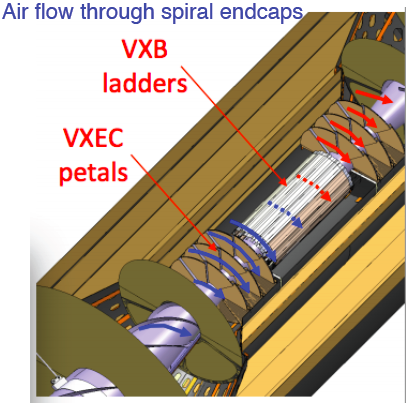 Air flow through spiral endcaps
VXB
ladders
VXEC
petals